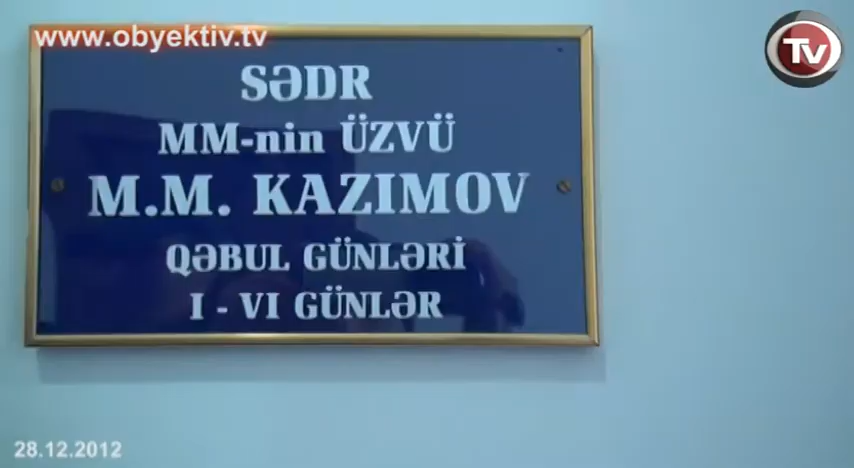 www.obyektiv.tv
TV
SƏDR
MM-nin ÜZVÜ
M.M. KAZIMOV
QƏBUL GÜNLƏRİ
I - VI GÜNLƏR
28.12.2012